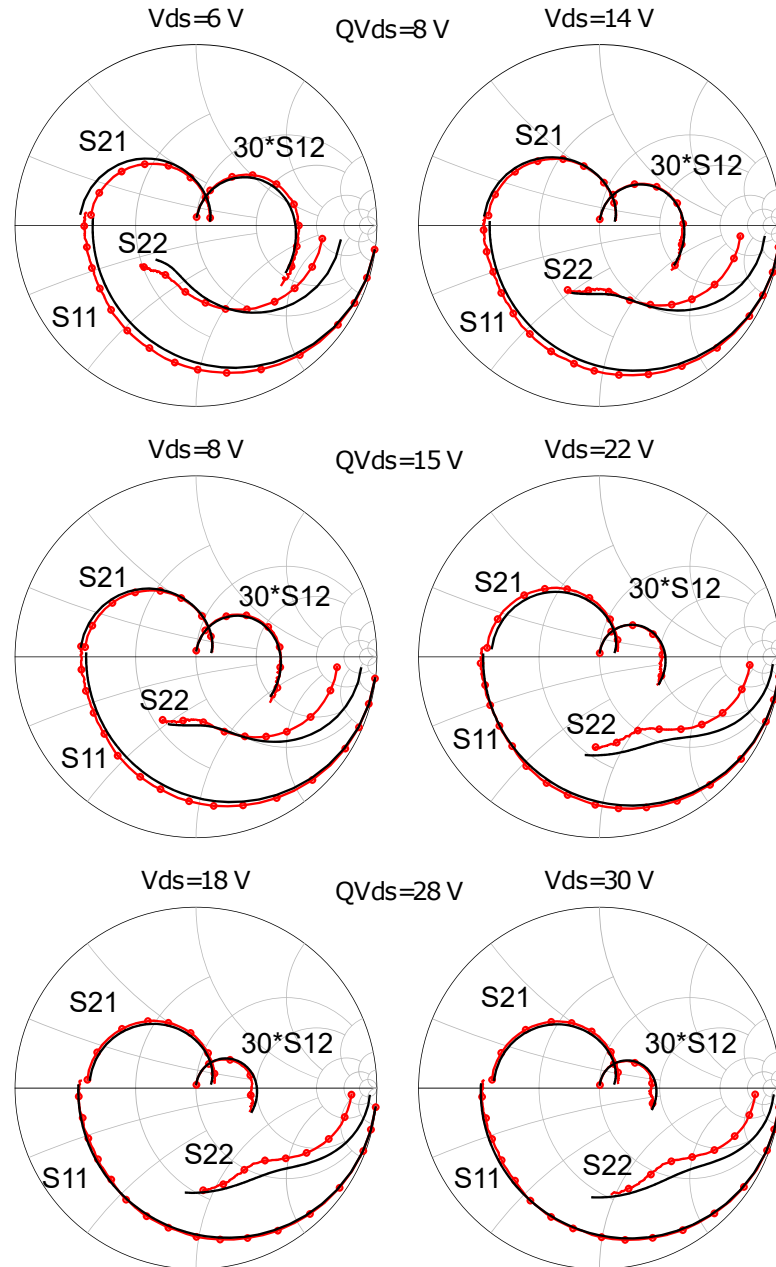 Vds=6 V
QVds=8 V
Vds=14 V
S21
30*S12
S22
S11
S21
30*S12
S22
S11
Vds=8 V
QVds=15 V
Vds=22 V
S21
30*S12
S22
S11
S21
30*S12
S22
S11
Vds=18 V
QVds=28 V
Vds=30 V
S21
30*S12
S22
S11
S21
30*S12
S22
S11